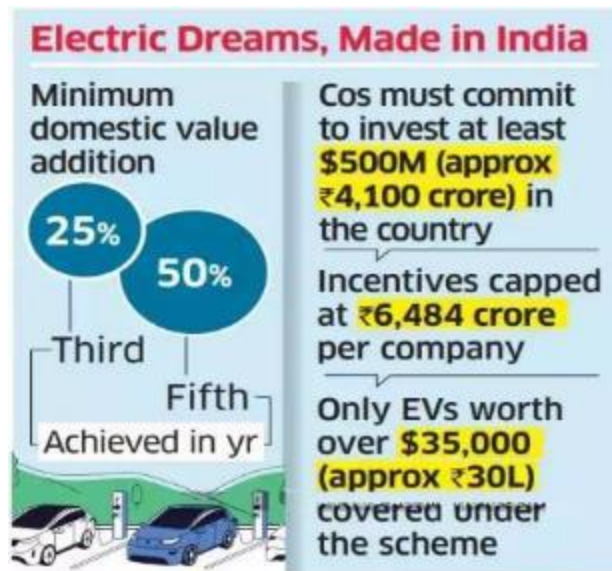 Electric Dreams, Made in India
Minimum
domestic value
addition
25%
50%
Third
Fifth
Achieved in yr
Cos must commit
to invest at least
$500M (approx
₹4,100 crore) in
the country
Incentives capped
at ₹6,484 crore
per company
Only EVs worth
over $35,000
(approx ₹30L)
covered under
the scheme